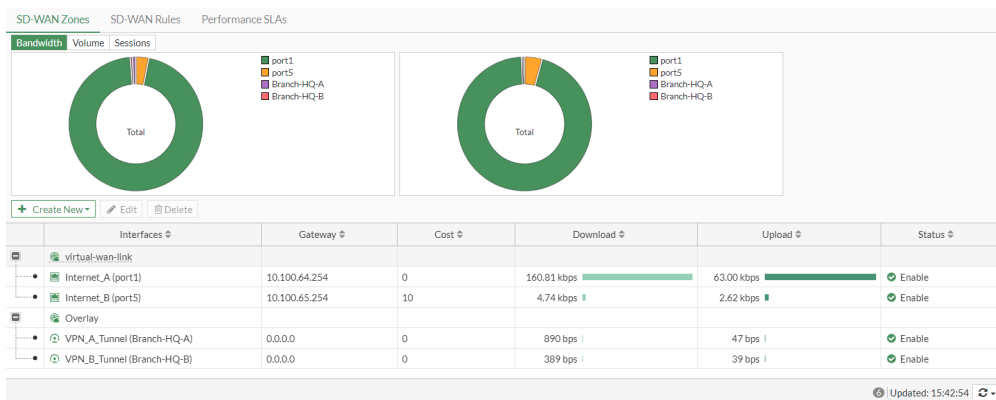 SD-WAN Zones SD-WAN Rules Performance SLAs
Bandwidth Volume Sessions
port1
port5
Branch-HQ-A
Branch-HQ-B
Total
port1
port5
Branch-HQ-A
Branch-HQ-B
Total
+ Create New Edit Delete
Interfaces Gateway Cost Download Upload Status
virtual-wan-link
Internet_A (port1) 10.100.64.254 0 160.81 kbps 63.00 kbps Enable
Internet_B (port5) 10.100.65.254 10 4.74 kbps 2.62 kbps Enable
Overlay
VPN_A_Tunnel (Branch-HQ-A) 0.0.0.0 0 890 bps 47 bps Enable
VPN_B_Tunnel (Branch-HQ-B) 0.0.0.0 0 389 bps 39 bps Enable
6 Updated: 15:42:54